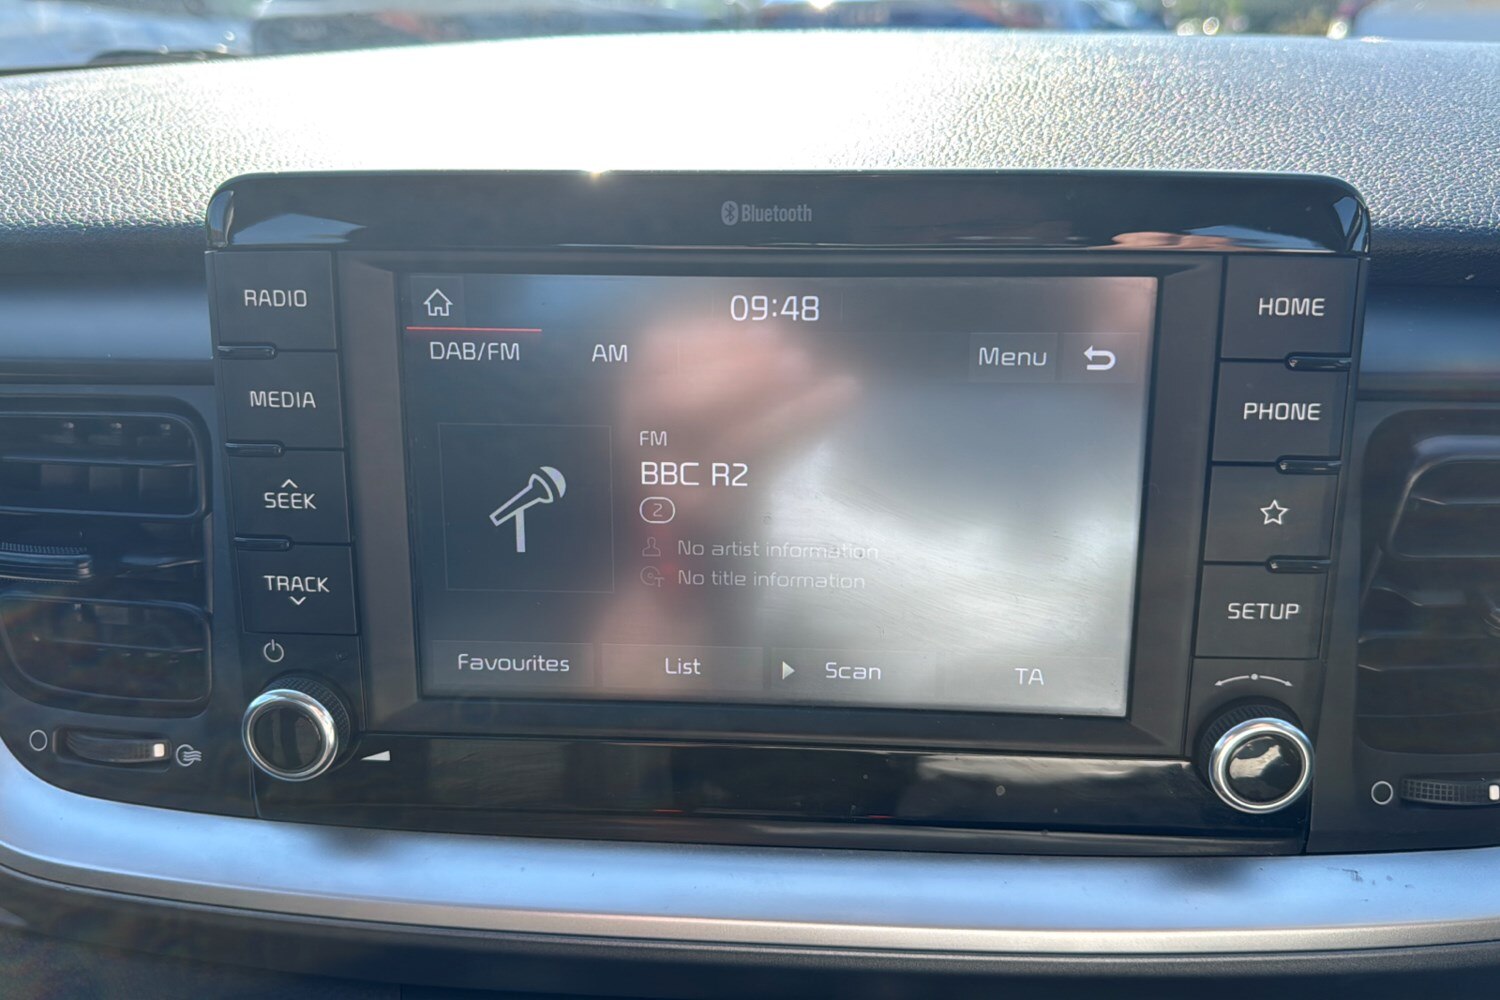 Bluetooth
RADIO
MEDIA
SEEK
TRACK
09:48
DAB/FM
AM
Menu
FM
BBC R2
2
No artist information
No title information
Favourites
List
Scan
TA
HOME
PHONE
SETUP